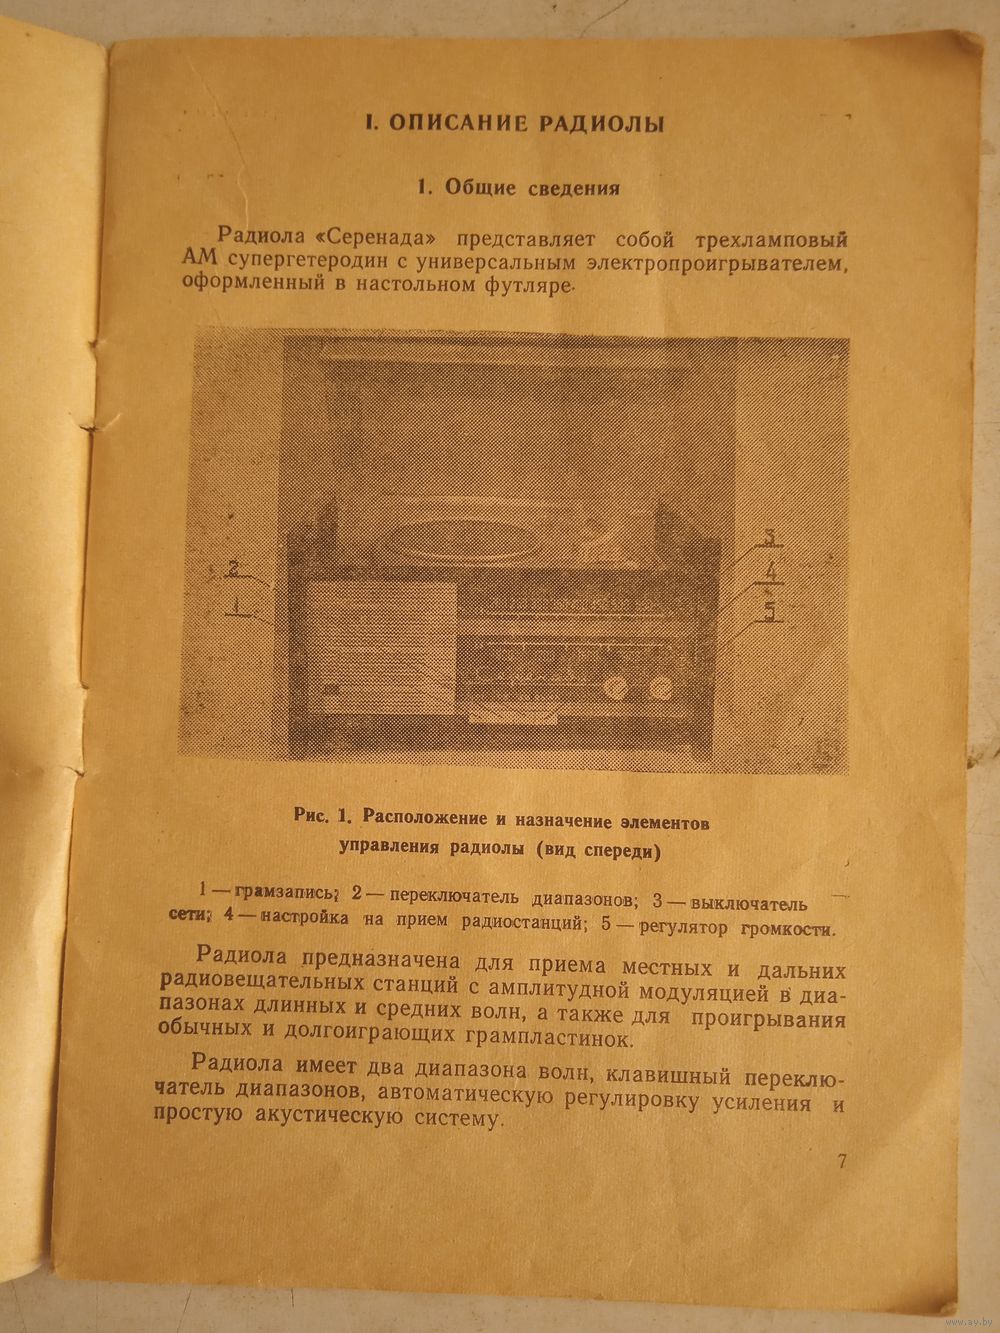 I. ОПИСАНИЕ РАДИОЛЫ
1. Общие сведения
Радиола «Серенада» представляет собой трехламповый
АМ супергетеродин с универсальным электропроигрывателем,
оформленный в настольном футляре.
2
1
3
4
5
Рис. 1. Расположение и назначение элементов
управления радиолы (вид спереди)
1 — грамзапись; 2 — переключатель диапазонов; 3 — выключатель
сети; 4 — настройка на прием радиостанций; 5 — регулятор громкости.
Радиола предназначена для приема местных и дальних
радиовещательных станций с амплитудной модуляцией в диа-
пазонах длинных и средних волн, а также для проигрывания
обычных и долгоиграющих грампластинок.
Радиола имеет два диапазона волн, клавишный переклю-
чатель диапазонов, автоматическую регулировку усиления и
простую акустическую систему.
7
www.ay.by